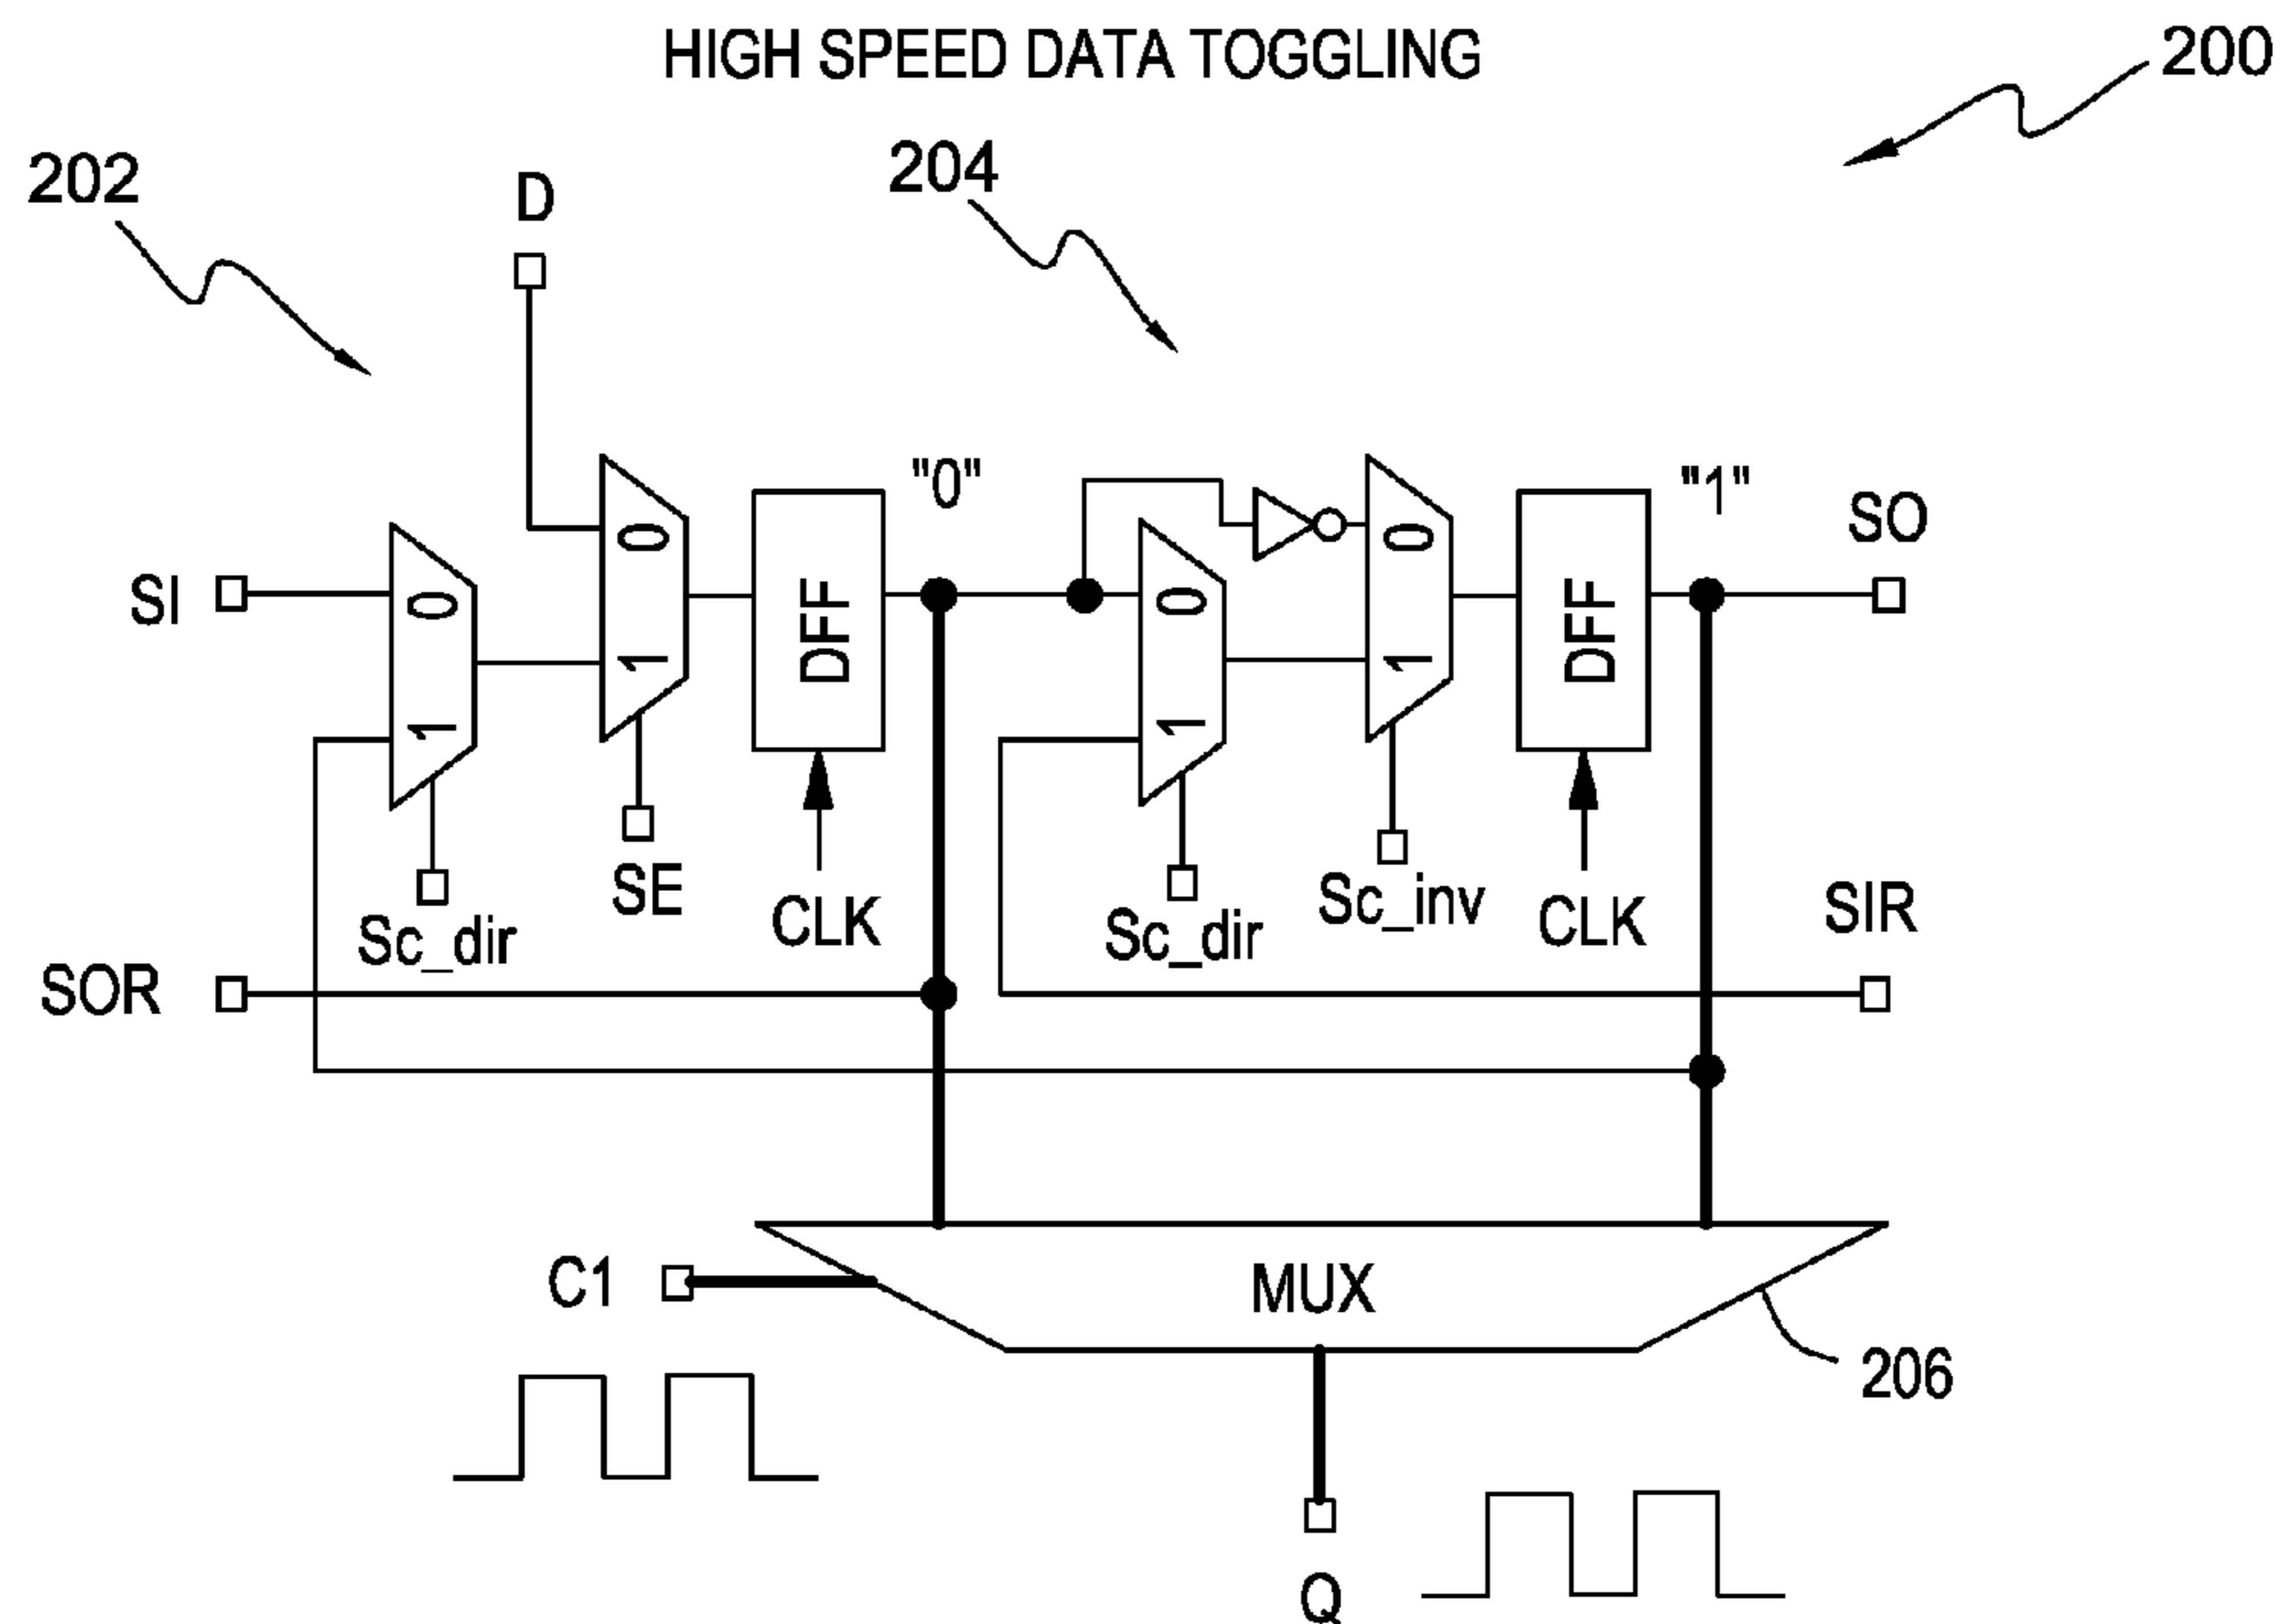 HIGH SPEED DATA TOGGLING
200
202
D
204
"0"
"1"
SO
SI
0
1
0
1
DFF
0
1
0
1
DFF
SE
CLK
Sc_dir
Sc_dir
Sc_inv
CLK
SIR
SOR
C1
MUX
206
Q